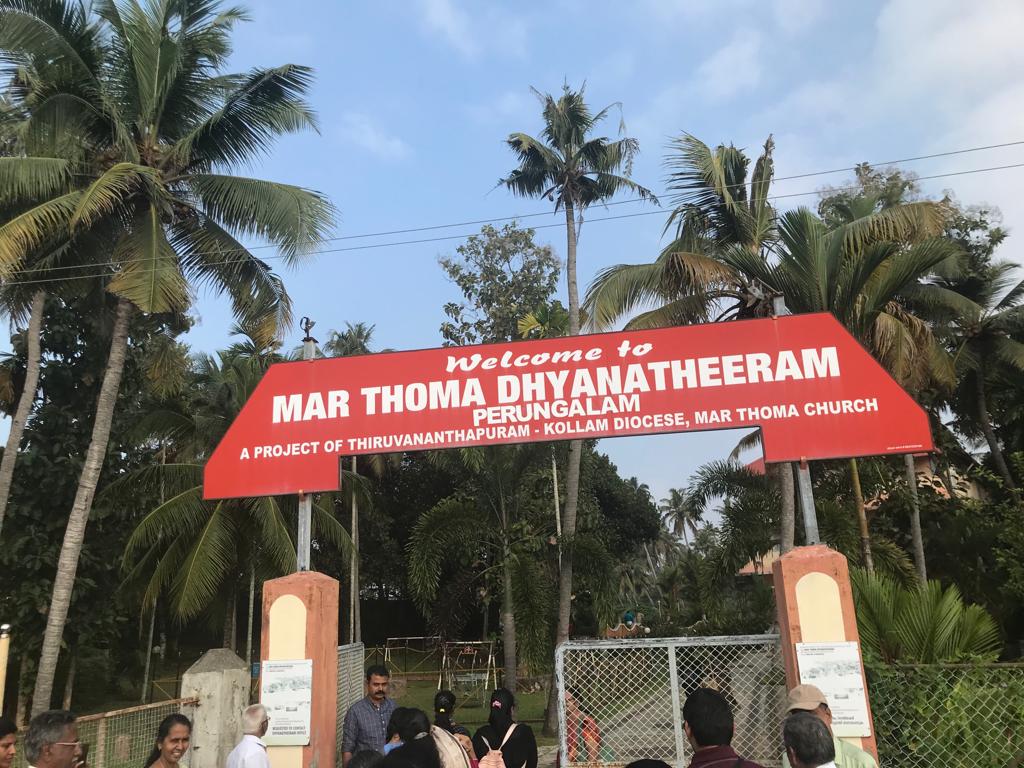 Welcome to
MAR THOMA DHYANATHEERAM
PERUNGALAM
A PROJECT OF THIRUVANANTHAPURAM - KOLLAM DIOCESE, MAR THOMA CHURCH